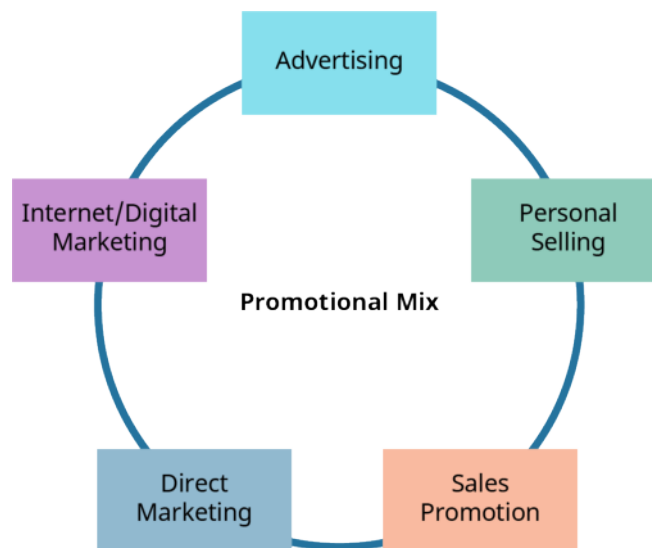 Advertising
Internet/Digital
Marketing
Personal
Selling
Promotional Mix
Direct
Marketing
Sales
Promotion